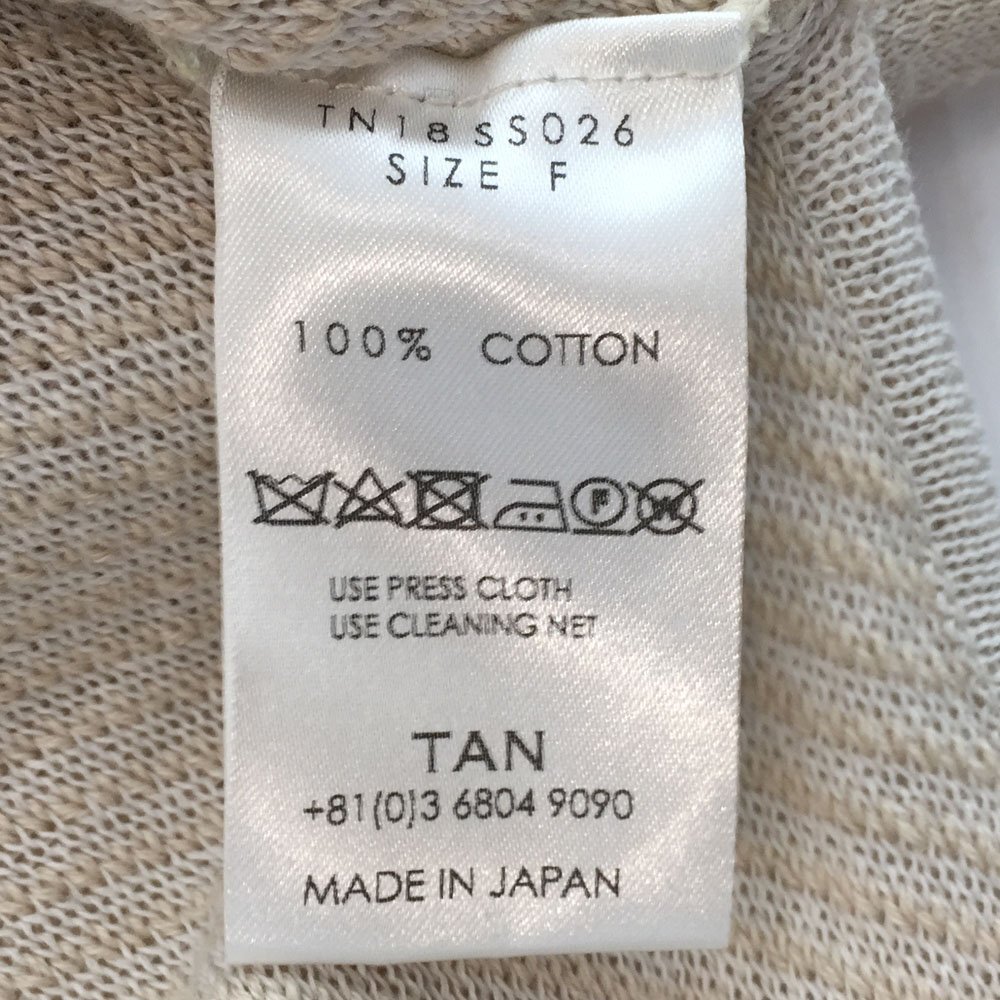 TN18SS026
SIZE F
100% COTTON
F W
USE PRESS CLOTH
USE CLEANING NET
TAN
+81(0)3 6804 9090
MADE IN JAPAN